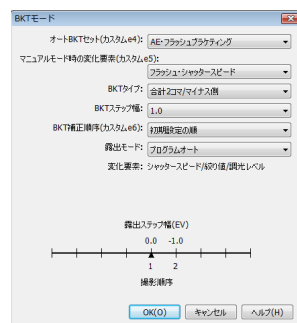 BKTモード
オートBKTセット(カスタムe4): AE・フラッシュブラケティング
マニュアルモード時の変化要素(カスタムe5):
フラッシュ・シャッタースピード
BKTタイプ: 合計2コマ/マイナス側
BKTステップ幅: 1.0
BKT補正順序(カスタムe6): 初期設定の順
露出モード: プログラムオート
変化要素: シャッタースピード/絞り値/調光レベル
露出ステップ幅(EV)
0.0 -1.0
1 2
撮影順序
OK(O) キャンセル ヘルプ(H)